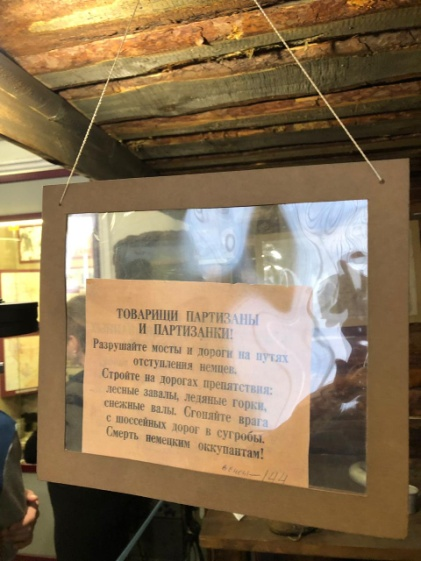 ТОВАРИЩИ ПАРТИЗАНЫ
И ПАРТИЗАНКИ!
Разрушайте мосты и дороги на путях
отступления немцев.
Стройте на дорогах препятствия:
лесные завалы, ледяные горки,
снежные валы. Сгоняйте врага
с шоссейных дорог в сугробы.
Смерть немецким оккупантам!